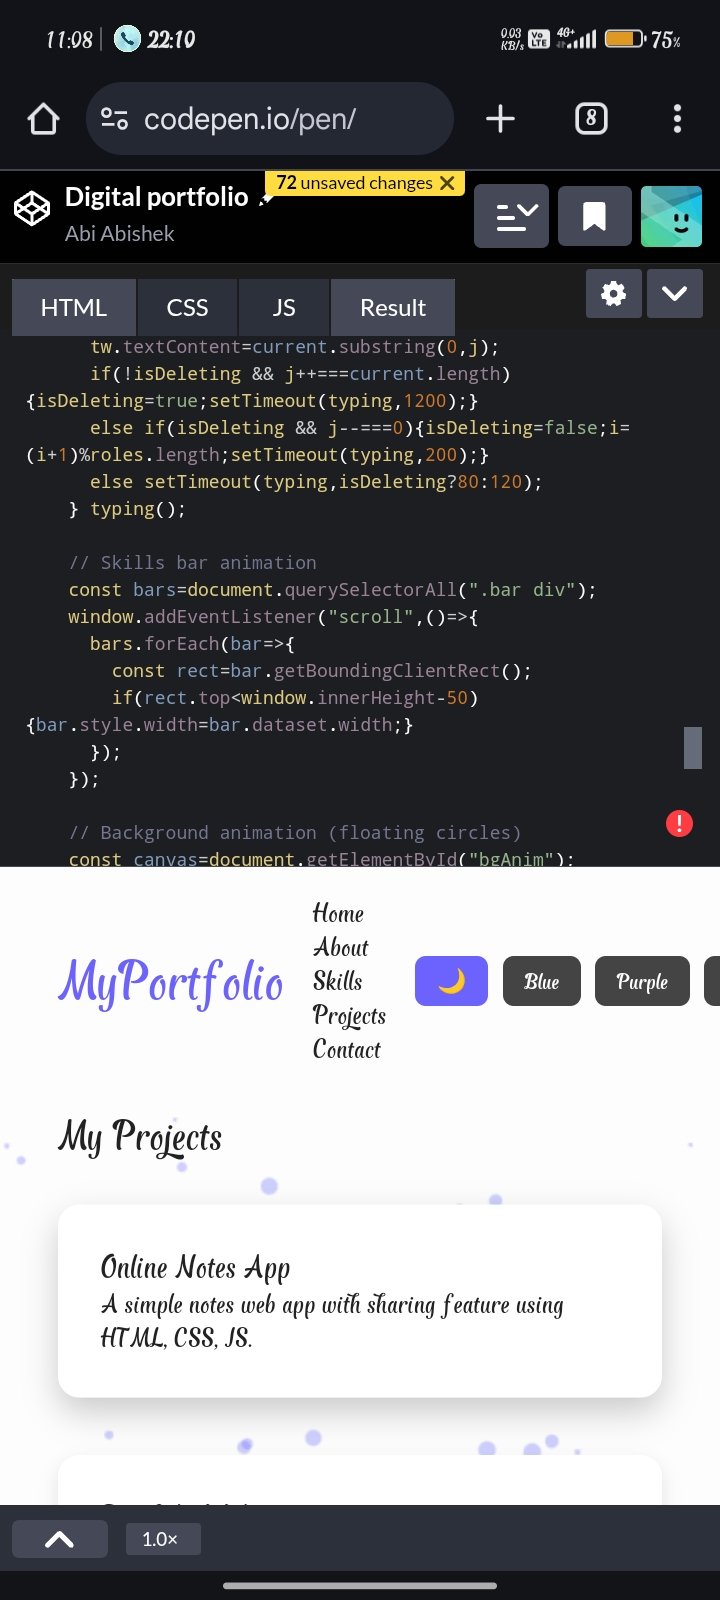 11:08 22:10 0.03 KB/s Vo LTE 4G+ 75%
codepen.io/pen/ 8
72 unsaved changes
Digital portfolio
Abi Abishek
HTML CSS JS Result
tw.textContent=current.substring(0,j);
if(!isDeleting && j++===current.length)
{isDeleting=true;setTimeout(typing,1200);}
else if(isDeleting && j--===0){isDeleting=false;i=
(i+1)%roles.length;setTimeout(typing,200);}
else setTimeout(typing,isDeleting?80:120);
} typing();
// Skills bar animation
const bars=document.querySelectorAll(".bar div");
window.addEventListener("scroll",()=>{
bars.forEach(bar=>{
const rect=bar.getBoundingClientRect();
if(rect.top<window.innerHeight-50)
{bar.style.width=bar.dataset.width;}
});
});
// Background animation (floating circles)
const canvas=document.getElementById("bgAnim");
Home
About
Skills
Projects
Contact
MyPortfolio
Blue Purple
My Projects
Online Notes App
A simple notes web app with sharing feature using
HTML, CSS, JS.
1.0×